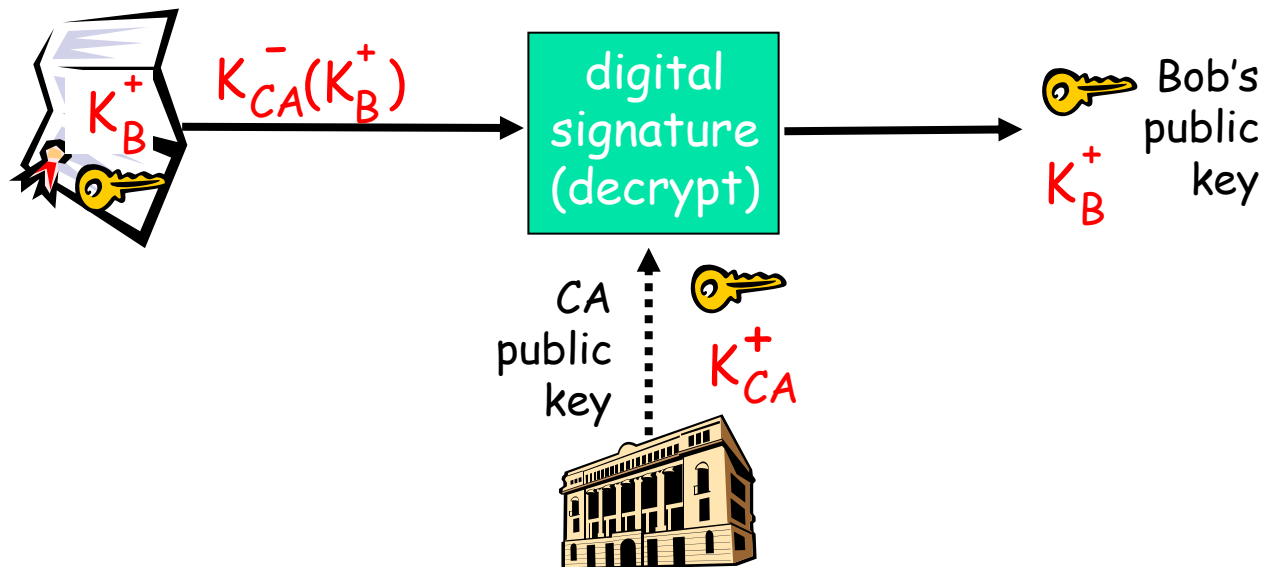 K_B^+
K_CA^-(K_B^+)
digital
signature
(decrypt)
Bob's
public
key
K_B^+
CA
public
key
K_CA^+